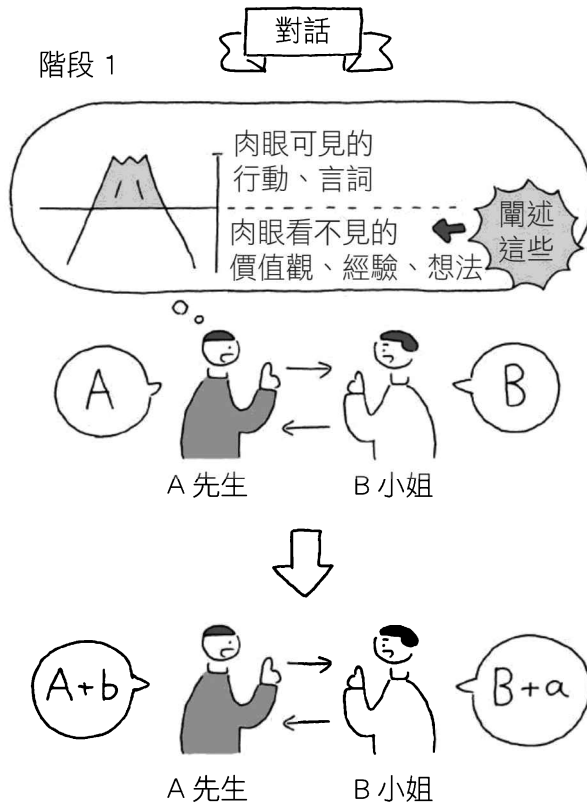 對話
階段 1
肉眼可見的
行動、言詞
肉眼看不見的
價值觀、經驗、想法
闡述
這些
A
B
A 先生
B 小姐
A+b
B+a
A 先生
B 小姐